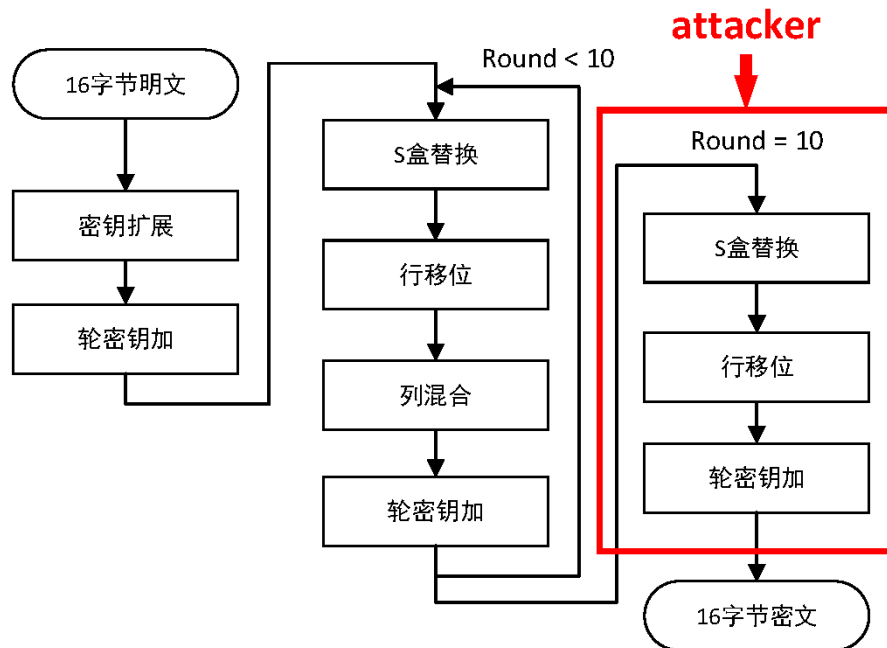 attacker
16字节明文
密钥扩展
轮密钥加
Round < 10
S盒替换
行移位
列混合
轮密钥加
Round = 10
S盒替换
行移位
轮密钥加
16字节密文